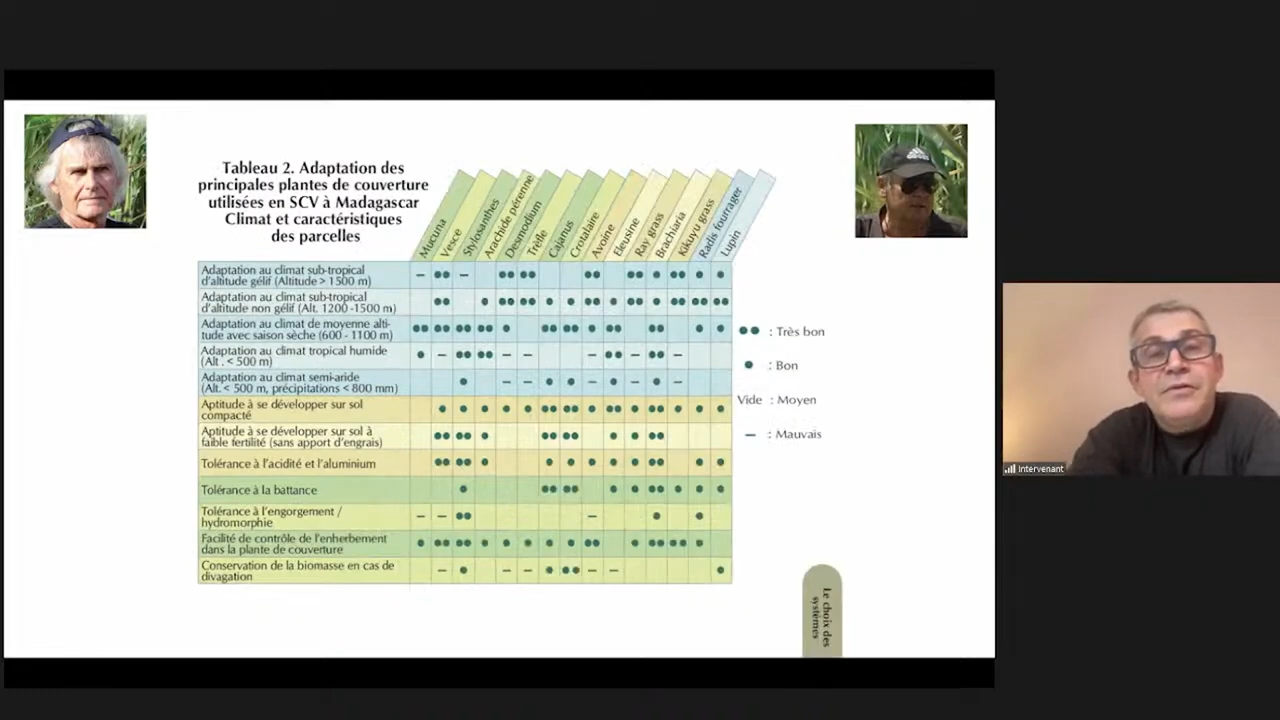 Tableau 2. Adaptation des
principales plantes de couverture
utilisées en SCV à Madagascar
Climat et caractéristiques
des parcelles
Mucuna
Vesce
Stylosanthes
Arachide pérenne
Desmodium
Trèfle
Cajanus
Crotalaire
Avoine
Eleusine
Ray grass
Brachiaria
Kikuyu grass
Radis fourrager
Lupin
Adaptation au climat sub-tropical
d'altitude gélif (Altitude > 1500 m)
– •• – •• •• •• •• • •• • •
Adaptation au climat sub-tropical
d'altitude non gélif (Alt. 1200 -1500 m)
•• • •• •• • • •• • •• • •• •• ••
Adaptation au climat de moyenne alti-
tude avec saison sèche (600 - 1100 m)
•• •• •• •• • •• •• • •• •• • •
Adaptation au climat tropical humide
(Alt . < 500 m)
• – •• •• – – – •• – •• –
Adaptation au climat semi-aride
(Alt. < 500 m, précipitations < 800 mm)
• – – • • – • – • –
Aptitude à se développer sur sol
compacté
• • • • • •• •• • •• • •• • • •
Aptitude à se développer sur sol à
faible fertilité (sans apport d'engrais)
•• •• • •• •• • • ••
Tolérance à l'acidité et l'aluminium
•• •• • • • • • • •• • •
Tolérance à la battance
• •• •• • • •• • • •
Tolérance à l'engorgement /
hydromorphie
– – •• – • •
Facilité de contrôle de l'enherbement
dans la plante de couverture
• •• •• • • • • • •• • •• •• •
Conservation de la biomasse en cas de
divagation
– • – – • •• – – •
•• : Très bon
• : Bon
Vide : Moyen
– : Mauvais
Le choix des
systèmes
Intervenant